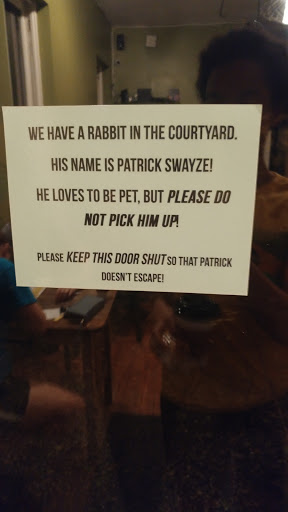 WE HAVE A RABBIT IN THE COURTYARD.
HIS NAME IS PATRICK SWAYZE!
HE LOVES TO BE PET, BUT PLEASE DO
NOT PICK HIM UP!
PLEASE KEEP THIS DOOR SHUT SO THAT PATRICK
DOESN'T ESCAPE!